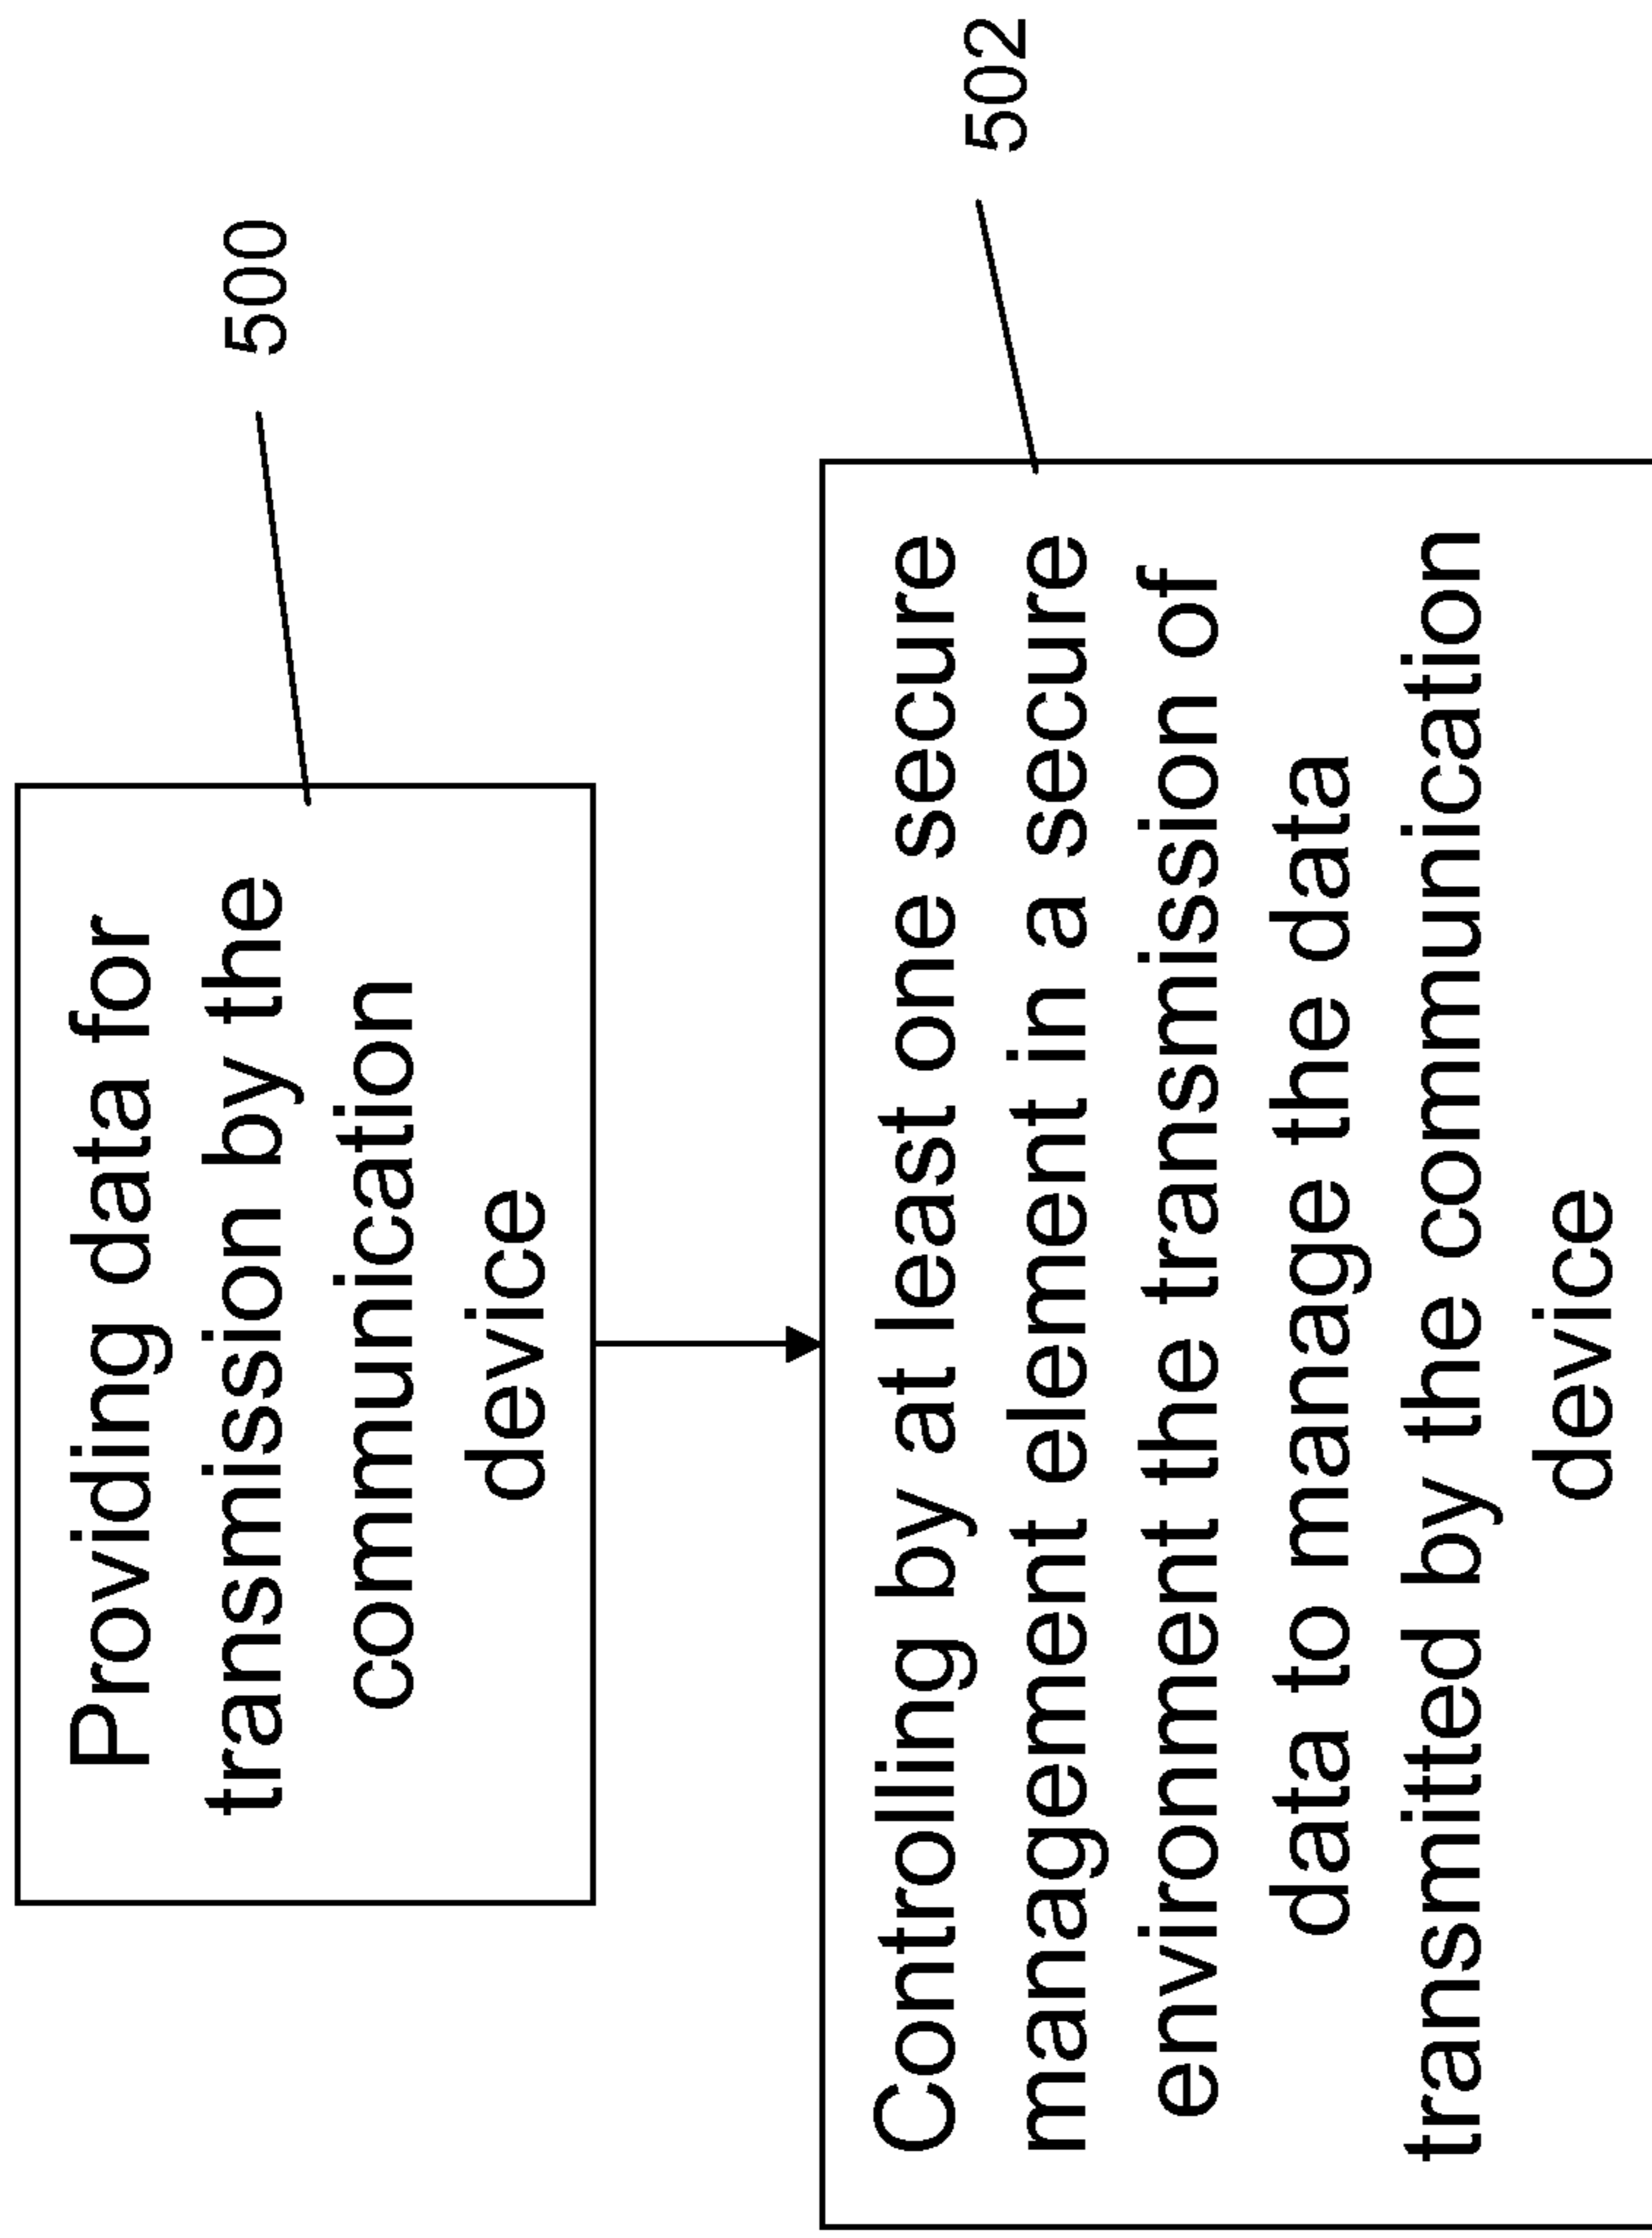 Providing data for
transmission by the
communication
device
500
Controlling by at least one secure
management element in a secure
environment the transmission of
data to manage the data
transmitted by the communication
device
502